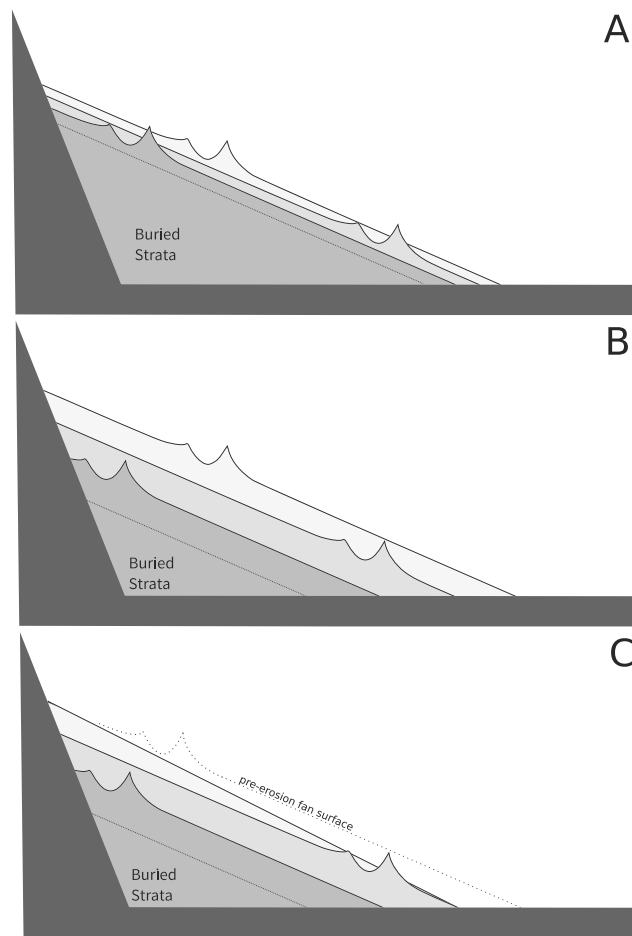 A
Buried
Strata
B
Buried
Strata
C
pre-erosion fan surface
Buried
Strata